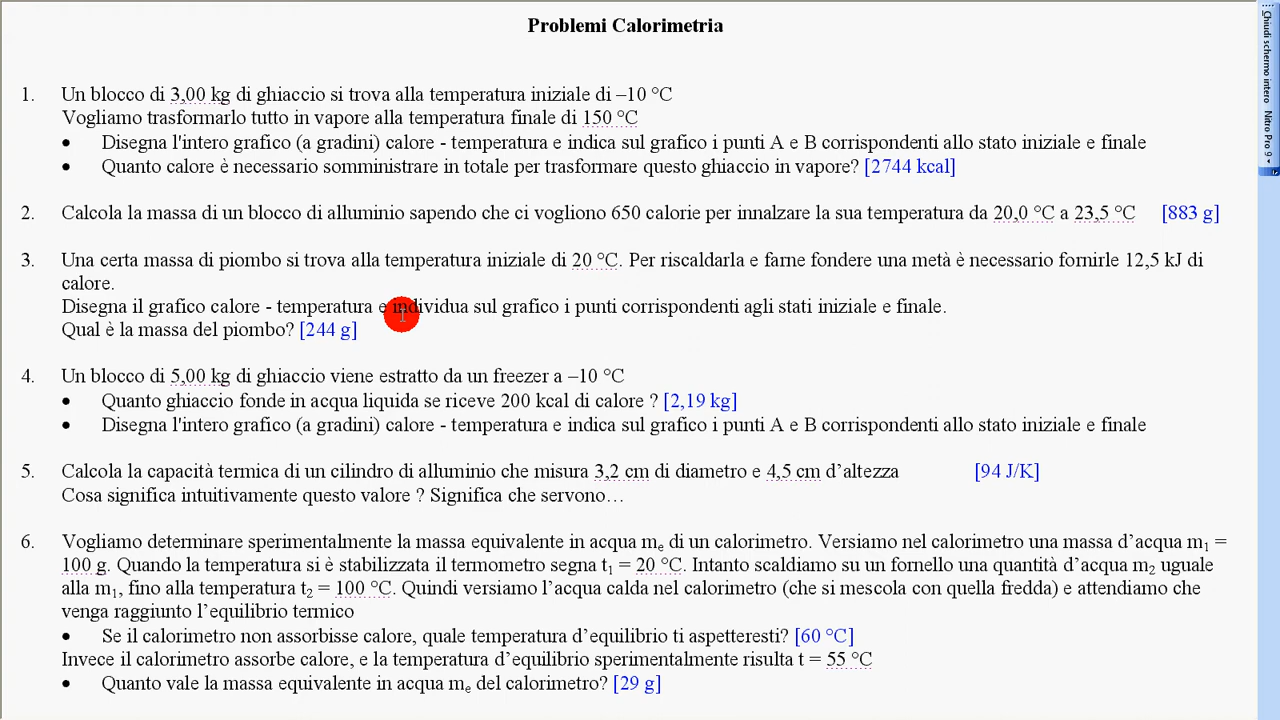 Problemi Calorimetria
1. Un blocco di 3,00 kg di ghiaccio si trova alla temperatura iniziale di –10 °C
Vogliamo trasformarlo tutto in vapore alla temperatura finale di 150 °C
• Disegna l'intero grafico (a gradini) calore - temperatura e indica sul grafico i punti A e B corrispondenti allo stato iniziale e finale
• Quanto calore è necessario somministrare in totale per trasformare questo ghiaccio in vapore? [2744 kcal]
2. Calcola la massa di un blocco di alluminio sapendo che ci vogliono 650 calorie per innalzare la sua temperatura da 20,0 °C a 23,5 °C [883 g]
3. Una certa massa di piombo si trova alla temperatura iniziale di 20 °C. Per riscaldarla e farne fondere una metà è necessario fornirle 12,5 kJ di
calore.
Disegna il grafico calore - temperatura e individua sul grafico i punti corrispondenti agli stati iniziale e finale.
Qual è la massa del piombo? [244 g]
4. Un blocco di 5,00 kg di ghiaccio viene estratto da un freezer a –10 °C
• Quanto ghiaccio fonde in acqua liquida se riceve 200 kcal di calore ? [2,19 kg]
• Disegna l'intero grafico (a gradini) calore - temperatura e indica sul grafico i punti A e B corrispondenti allo stato iniziale e finale
5. Calcola la capacità termica di un cilindro di alluminio che misura 3,2 cm di diametro e 4,5 cm d’altezza [94 J/K]
Cosa significa intuitivamente questo valore ? Significa che servono…
6. Vogliamo determinare sperimentalmente la massa equivalente in acqua mₑ di un calorimetro. Versiamo nel calorimetro una massa d’acqua m₁ =
100 g. Quando la temperatura si è stabilizzata il termometro segna t₁ = 20 °C. Intanto scaldiamo su un fornello una quantità d’acqua m₂ uguale
alla m₁, fino alla temperatura t₂ = 100 °C. Quindi versiamo l’acqua calda nel calorimetro (che si mescola con quella fredda) e attendiamo che
venga raggiunto l’equilibrio termico
• Se il calorimetro non assorbisse calore, quale temperatura d’equilibrio ti aspetteresti? [60 °C]
Invece il calorimetro assorbe calore, e la temperatura d’equilibrio sperimentalmente risulta t = 55 °C
• Quanto vale la massa equivalente in acqua mₑ del calorimetro? [29 g]
Chiudi schermo intero Nitro Pro 9